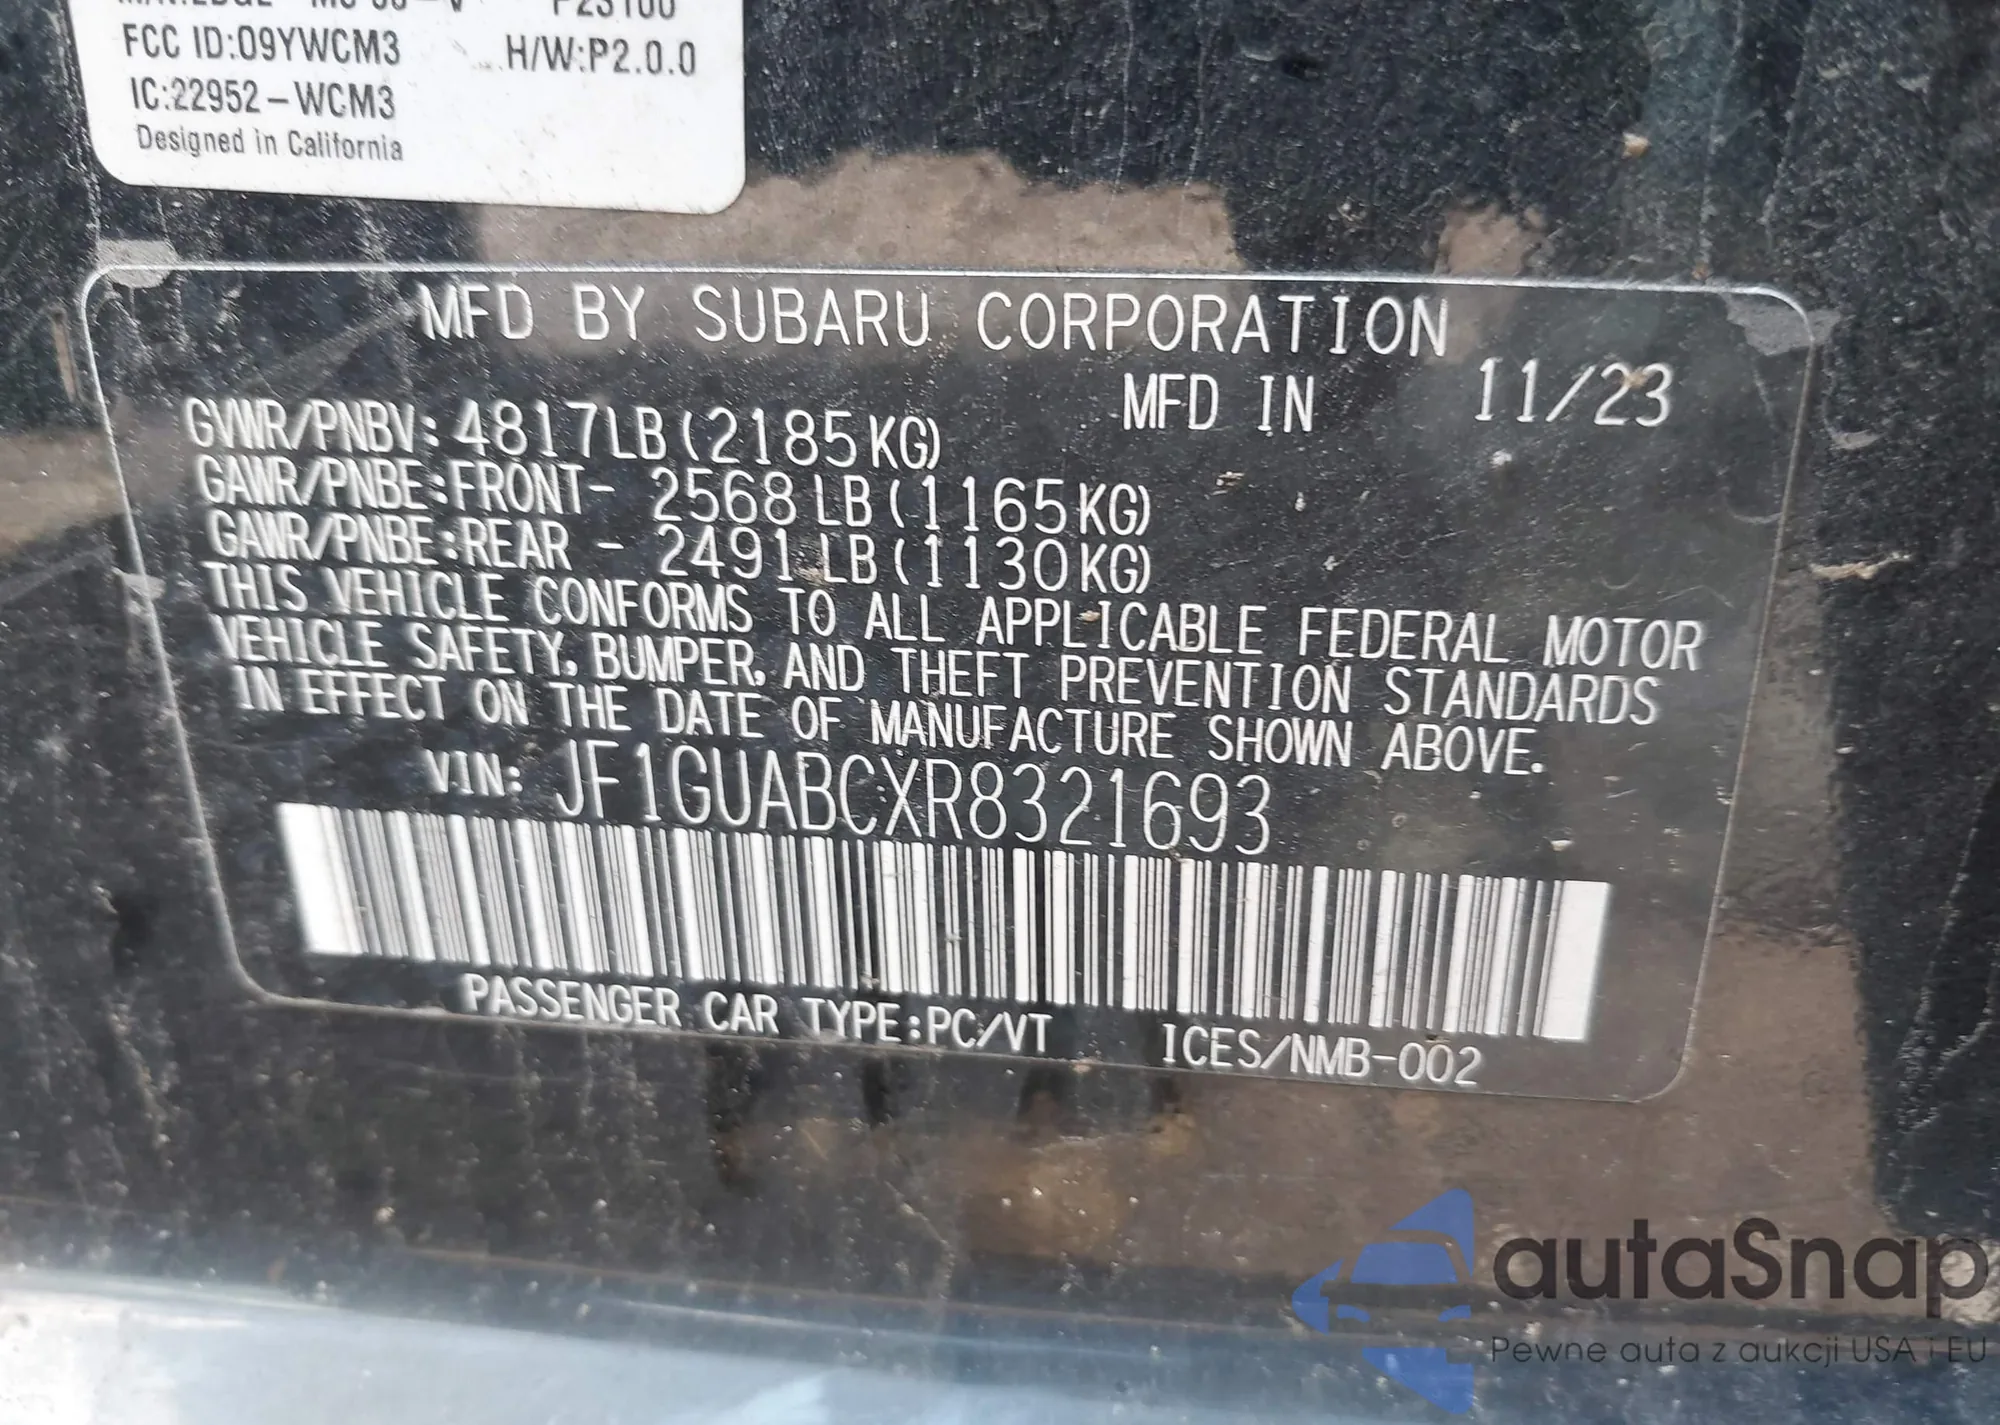 P23100
FCC ID:O9YWCM3 H/W:P2.0.0
IC:22952-WCM3
Designed in California
MFD BY SUBARU CORPORATION
MFD IN 11/23
GVWR/PNBV:4817LB(2185KG)
GAWR/PNBE:FRONT- 2568LB(1165KG)
GAWR/PNBE:REAR - 2491LB(1130KG)
THIS VEHICLE CONFORMS TO ALL APPLICABLE FEDERAL MOTOR
VEHICLE SAFETY, BUMPER, AND THEFT PREVENTION STANDARDS
IN EFFECT ON THE DATE OF MANUFACTURE SHOWN ABOVE.
VIN: JF1GUABCXR8321693
PASSENGER CAR TYPE:PC/VT ICES/NMB-002
autaSnap
Pewne auta z aukcji USA i EU